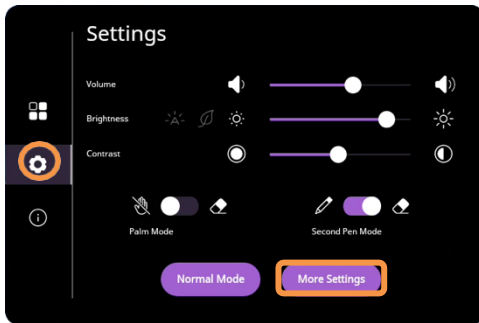 Settings
Volume
Brightness
Contrast
Palm Mode
Second Pen Mode
Normal Mode
More Settings